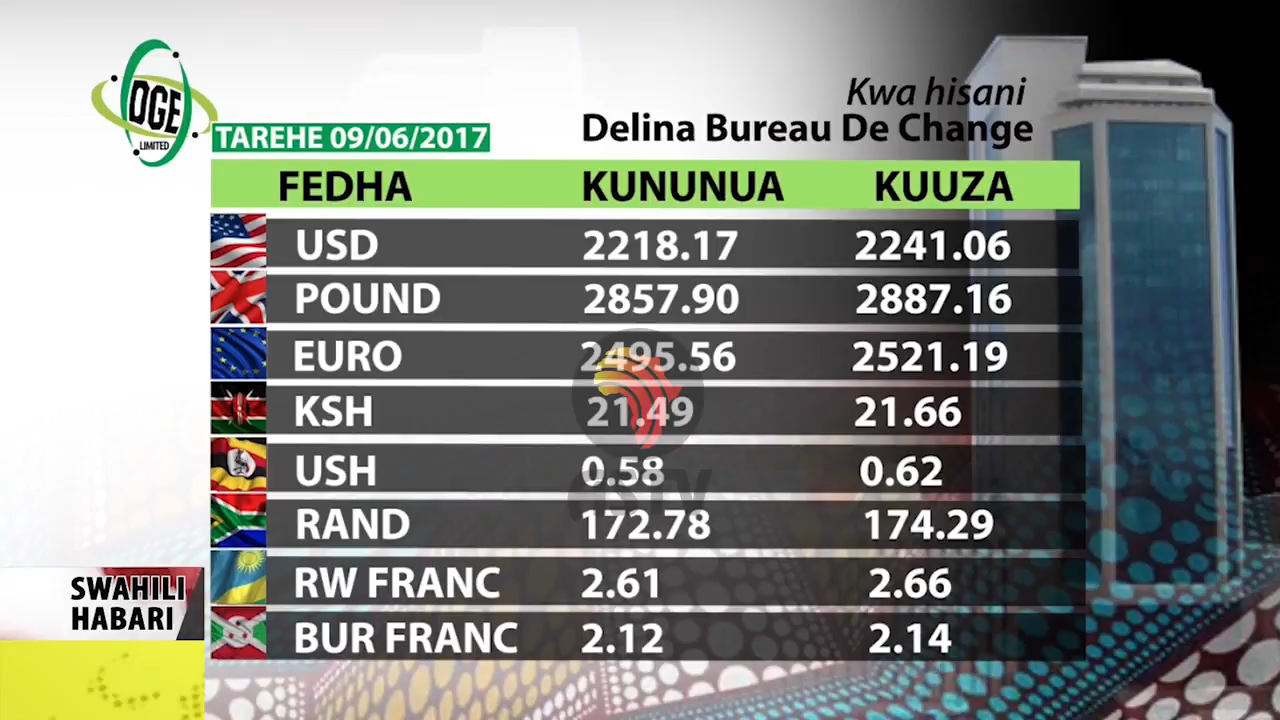 DGE
LIMITED
Kwa hisani
TAREHE 09/06/2017 Delina Bureau De Change
FEDHA KUNUNUA KUUZA
USD 2218.17 2241.06
POUND 2857.90 2887.16
EURO 2495.56 2521.19
KSH 21.49 21.66
USH 0.58 0.62
RAND 172.78 174.29
RW FRANC 2.61 2.66
BUR FRANC 2.12 2.14
SWAHILI
HABARI